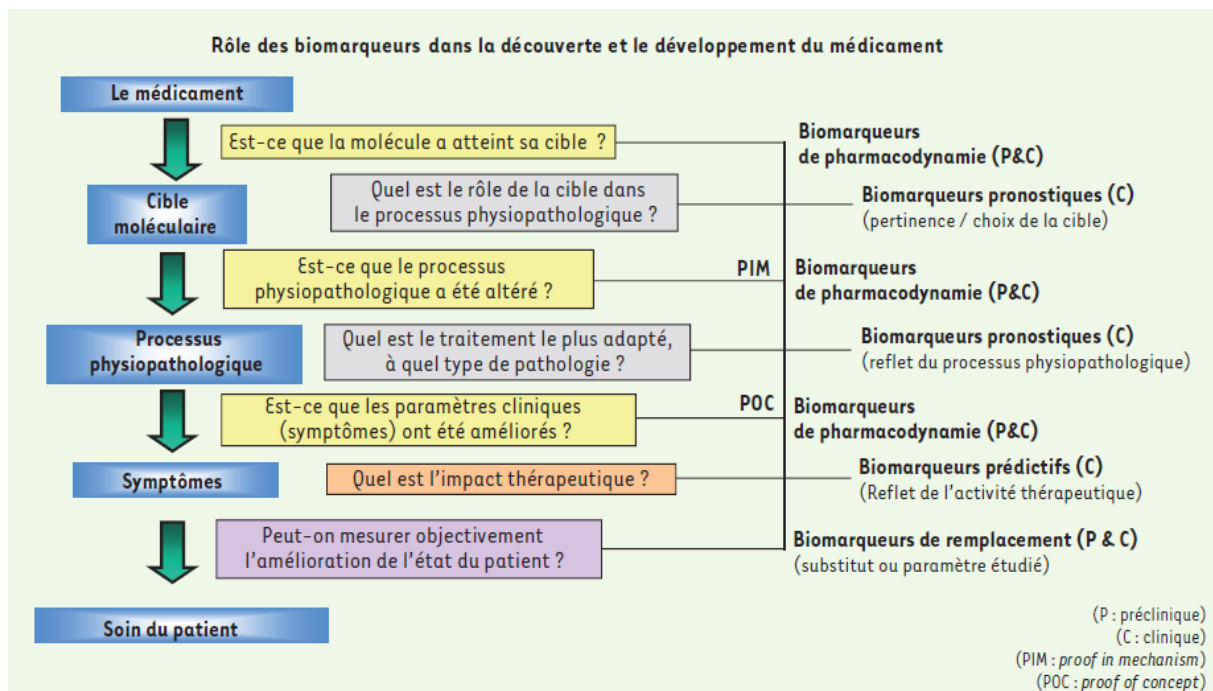 Rôle des biomarqueurs dans la découverte et le développement du médicament
Le médicament
Est-ce que la molécule a atteint sa cible ?
Biomarqueurs
de pharmacodynamie (P&C)
Cible
moléculaire
Quel est le rôle de la cible dans
le processus physiopathologique ?
Biomarqueurs pronostiques (C)
(pertinence / choix de la cible)
Est-ce que le processus
physiopathologique a été altéré ?
PIM
Biomarqueurs
de pharmacodynamie (P&C)
Processus
physiopathologique
Quel est le traitement le plus adapté,
à quel type de pathologie ?
Biomarqueurs pronostiques (C)
(reflet du processus physiopathologique)
Est-ce que les paramètres cliniques
(symptômes) ont été améliorés ?
POC
Biomarqueurs
de pharmacodynamie (P&C)
Symptômes
Quel est l'impact thérapeutique ?
Biomarqueurs prédictifs (C)
(Reflet de l'activité thérapeutique)
Peut-on mesurer objectivement
l'amélioration de l'état du patient ?
Biomarqueurs de remplacement (P & C)
(substitut ou paramètre étudié)
Soin du patient
(P : préclinique)
(C : clinique)
(PIM : proof in mechanism)
(POC : proof of concept)